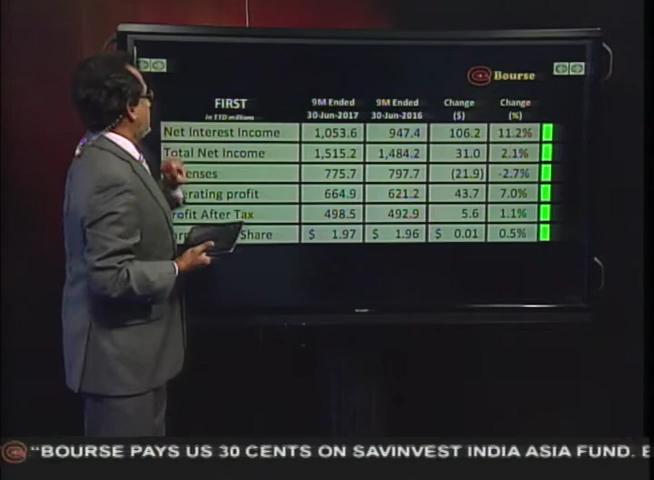 Bourse
FIRST 9M Ended 9M Ended Change Change
in TTD millions 30-Jun-2017 30-Jun-2016 ($) (%)
Net Interest Income 1,053.6 947.4 106.2 11.2%
Total Net Income 1,515.2 1,484.2 31.0 2.1%
enses 775.7 797.7 (21.9) -2.7%
erating profit 664.9 621.2 43.7 7.0%
rofit After Tax 498.5 492.9 5.6 1.1%
Share $ 1.97 $ 1.96 $ 0.01 0.5%
"BOURSE PAYS US 30 CENTS ON SAVINVEST INDIA ASIA FUND.